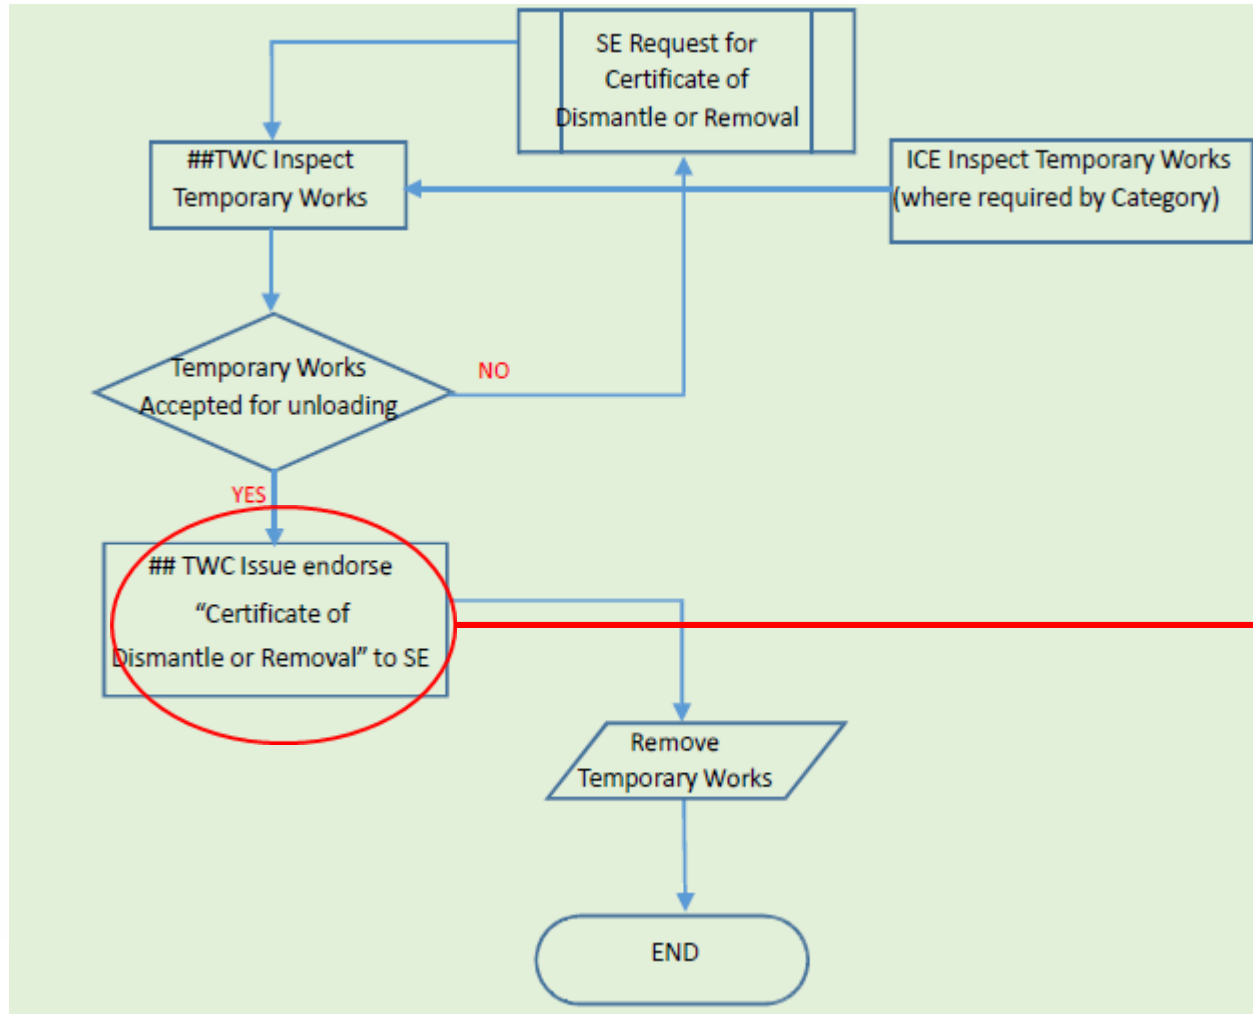 SE Request for
Certificate of
Dismantle or Removal
##TWC Inspect
Temporary Works
ICE Inspect Temporary Works
(where required by Category)
Temporary Works
Accepted for unloading
NO
YES
## TWC Issue endorse
“Certificate of
Dismantle or Removal” to SE
Remove
Temporary Works
END